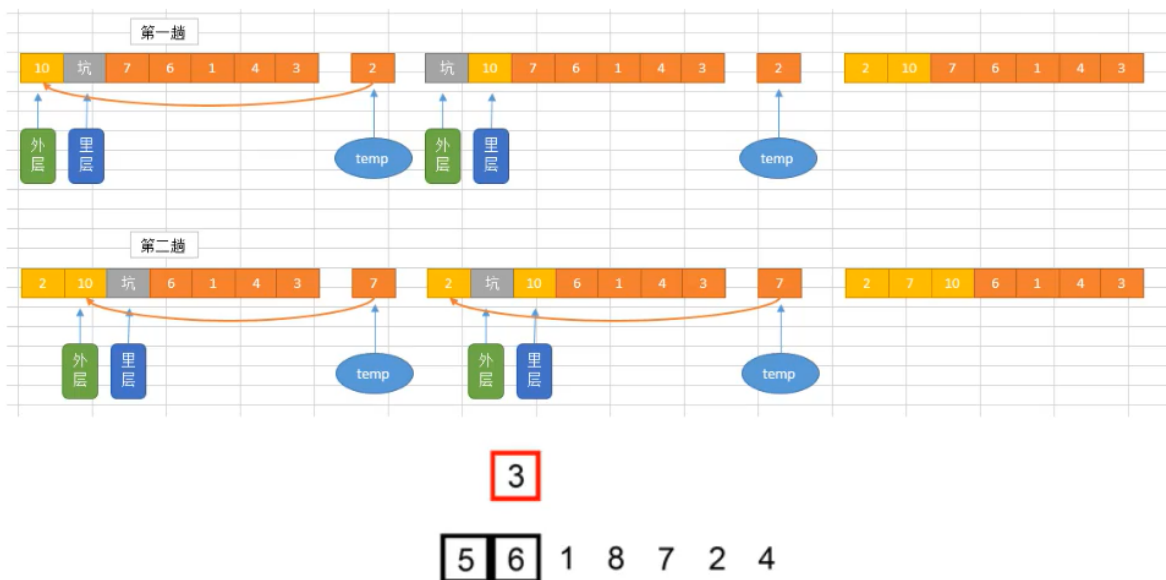 第一趟
10 坑 7 6 1 4 3 2 坑 10 7 6 1 4 3 2 2 10 7 6 1 4 3
外层 里层 temp 外层 里层 temp
第二趟
2 10 坑 6 1 4 3 7 2 坑 10 6 1 4 3 7 2 7 10 6 1 4 3
外层 里层 temp 外层 里层 temp
3
5 6 1 8 7 2 4